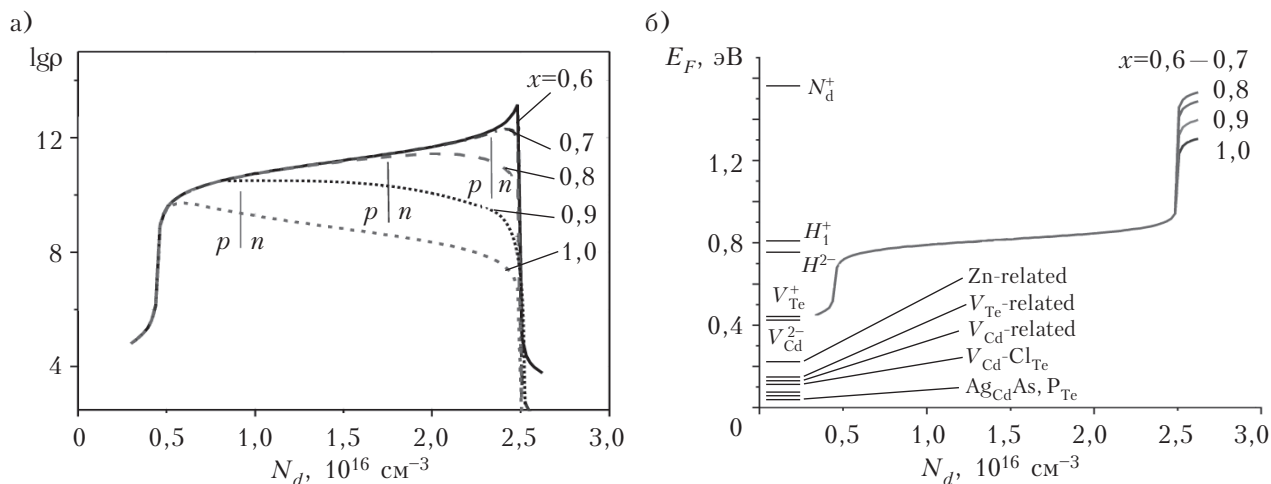 а)
lgρ
12
8
4
0
0,5
1,0
1,5
2,0
2,5
3,0
N_d, 10^16 см^−3
x=0,6
0,7
0,8
0,9
1,0
p n
p n
p n
б)
E_F, эВ
1,2
0,8
0,4
0
0,5
1,0
1,5
2,0
2,5
3,0
N_d, 10^16 см^−3
x=0,6—0,7
0,8
0,9
1,0
N_d^+
H_1^+
H^2−
V_Te^+
V_Cd^2−
Zn-related
V_Te-related
V_Cd-related
V_Cd-Cl_Te
Ag_CdAs, P_Te